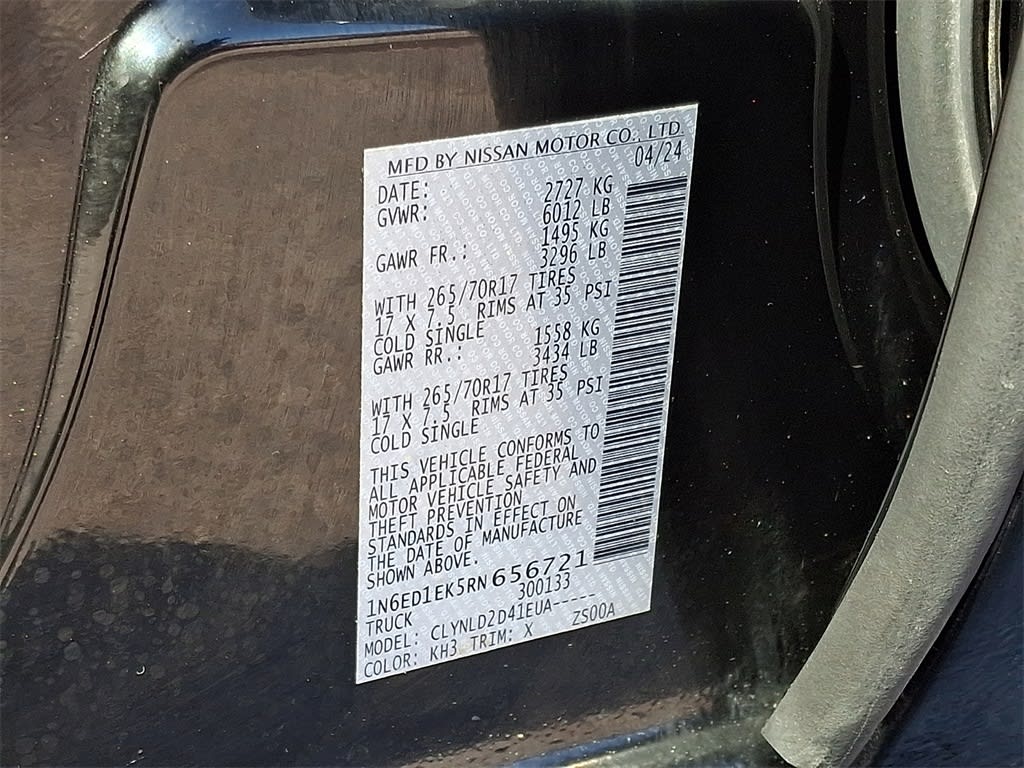 MFD BY NISSAN MOTOR CO., LTD.
DATE: 04/24
GVWR: 2727 KG
6012 LB
GAWR FR.: 1495 KG
3296 LB
WITH 265/70R17 TIRES
17 X 7.5 RIMS AT 35 PSI
COLD SINGLE
GAWR RR.: 1558 KG
3434 LB
WITH 265/70R17 TIRES
17 X 7.5 RIMS AT 35 PSI
COLD SINGLE
THIS VEHICLE CONFORMS TO
ALL APPLICABLE FEDERAL
MOTOR VEHICLE SAFETY AND
THEFT PREVENTION
STANDARDS IN EFFECT ON
THE DATE OF MANUFACTURE
SHOWN ABOVE.
1N6ED1EK5RN656721
TRUCK 300133
MODEL: CLYNLD2D41EUA-----
COLOR: KH3 TRIM: X ZS00A